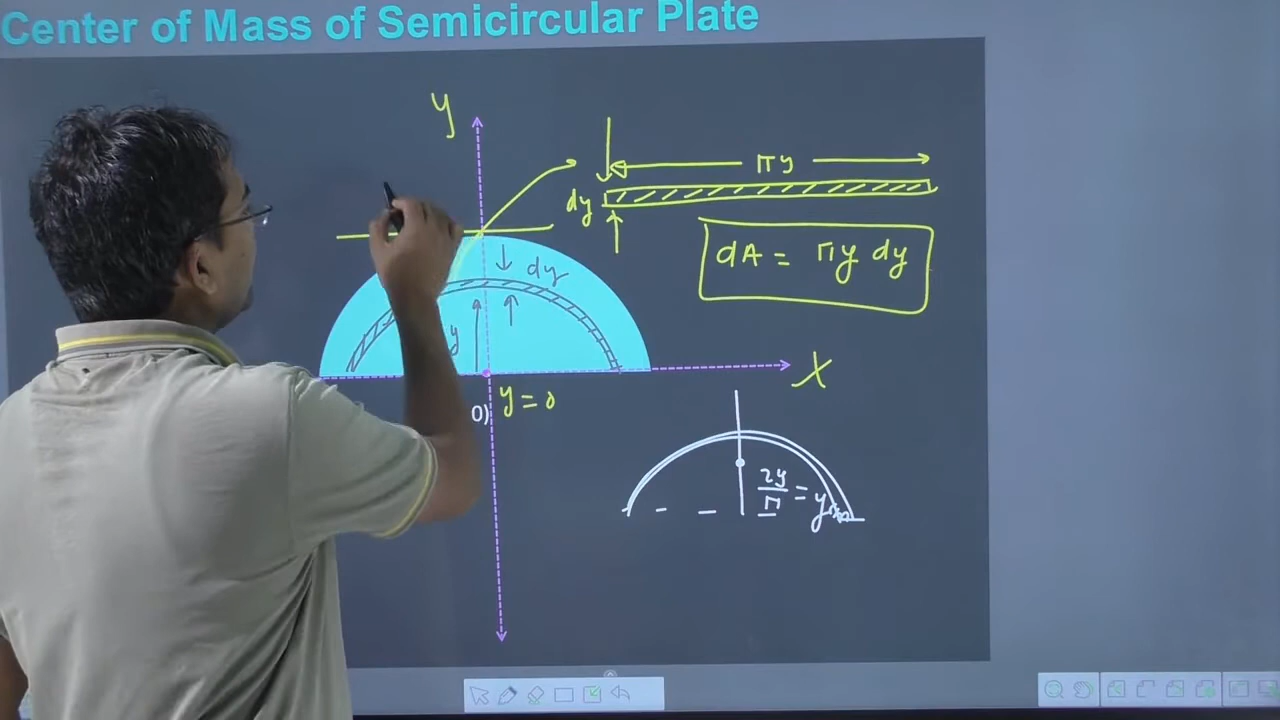 Center of Mass of Semicircular Plate
y
πy
dy
dA = πy dy
dy
y
X
0)
y = 0
2y/π = y